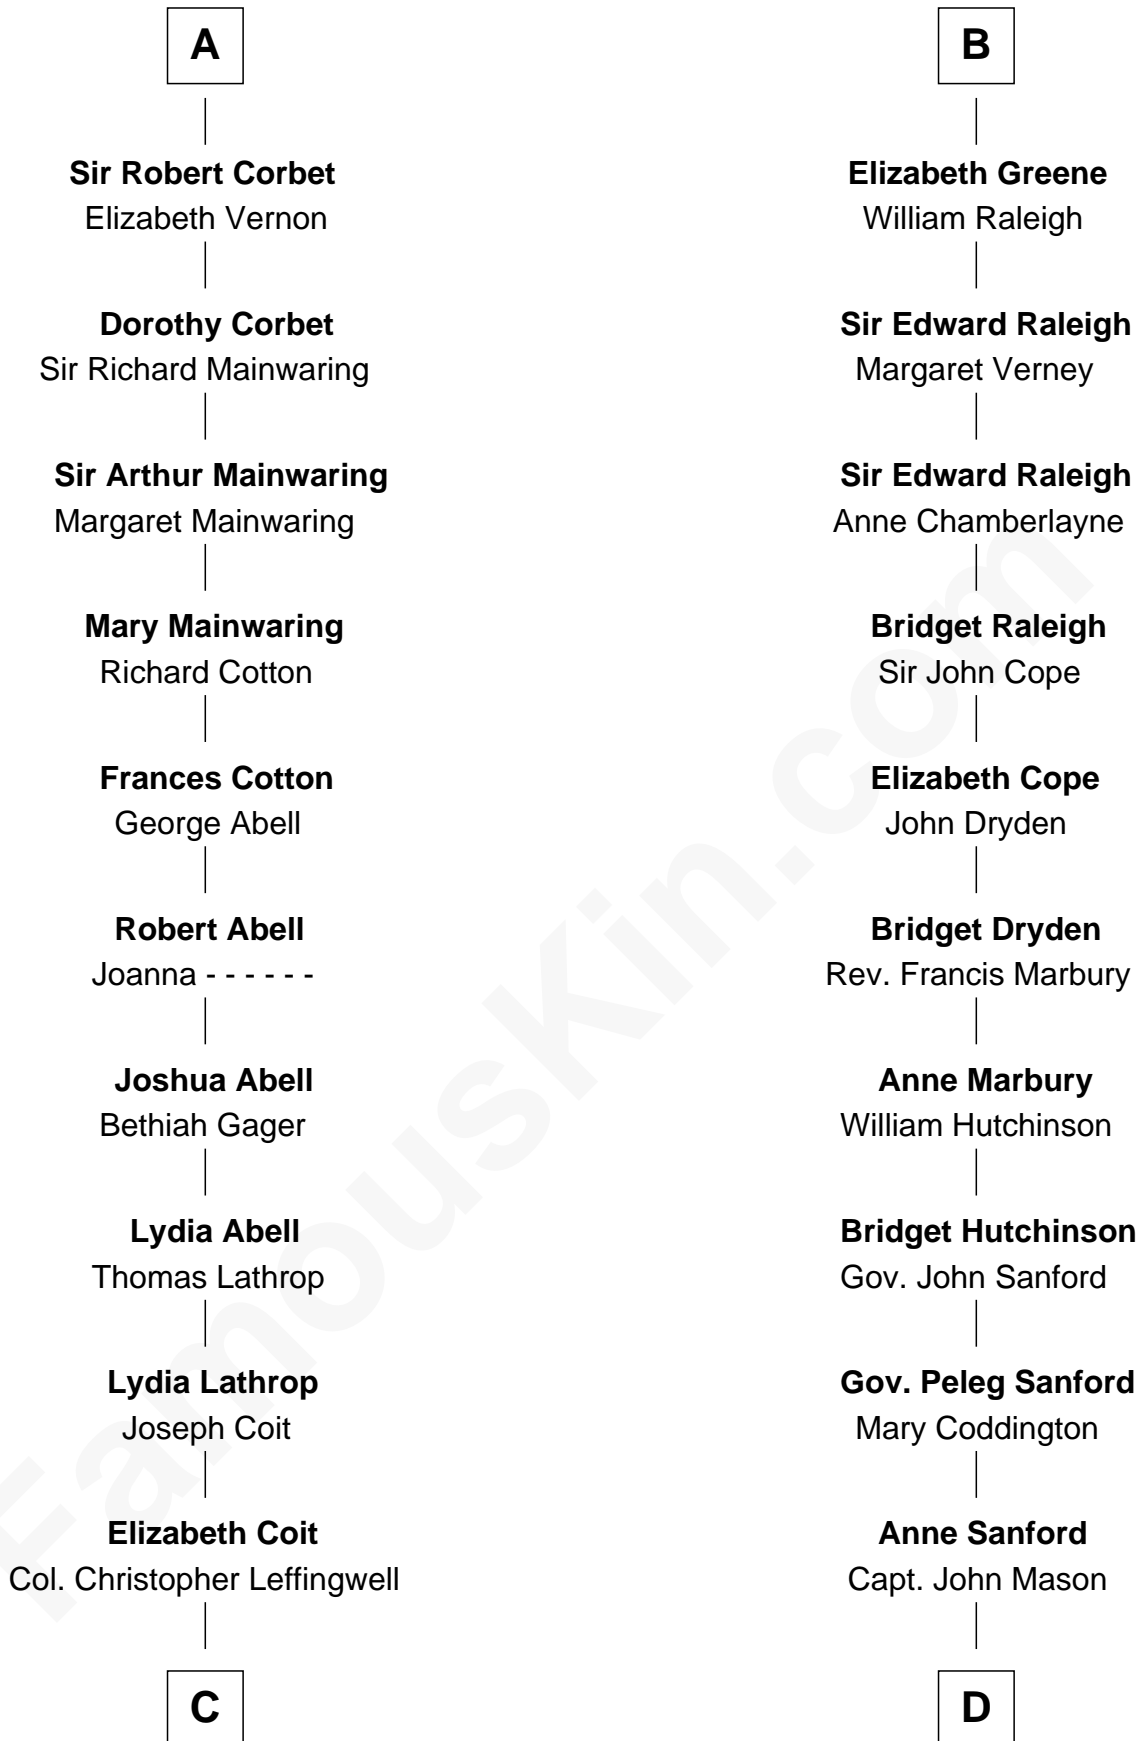 A
Sir Robert Corbet
Elizabeth Vernon
Dorothy Corbet
Sir Richard Mainwaring
Sir Arthur Mainwaring
Margaret Mainwaring
Mary Mainwaring
Richard Cotton
Frances Cotton
George Abell
Robert Abell
Joanna - - - - - -
Joshua Abell
Bethiah Gager
Lydia Abell
Thomas Lathrop
Lydia Lathrop
Joseph Coit
Elizabeth Coit
Col. Christopher Leffingwell
C
B
Elizabeth Greene
William Raleigh
Sir Edward Raleigh
Margaret Verney
Sir Edward Raleigh
Anne Chamberlayne
Bridget Raleigh
Sir John Cope
Elizabeth Cope
John Dryden
Bridget Dryden
Rev. Francis Marbury
Anne Marbury
William Hutchinson
Bridget Hutchinson
Gov. John Sanford
Gov. Peleg Sanford
Mary Coddington
Anne Sanford
Capt. John Mason
D
FamousKin.com